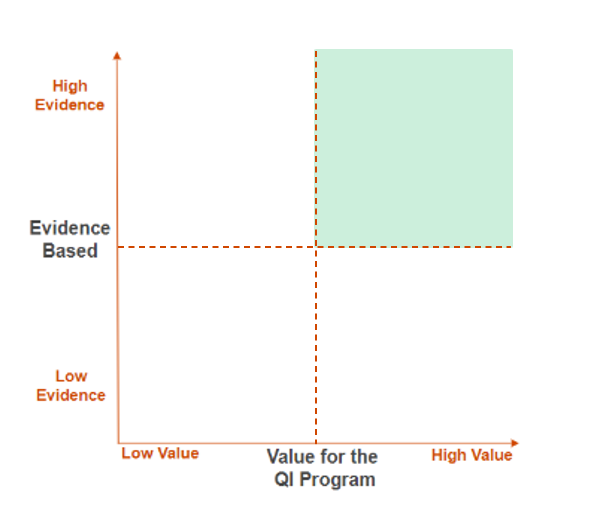 High
Evidence
Evidence
Based
Low
Evidence
Low Value
Value for the
QI Program
High Value